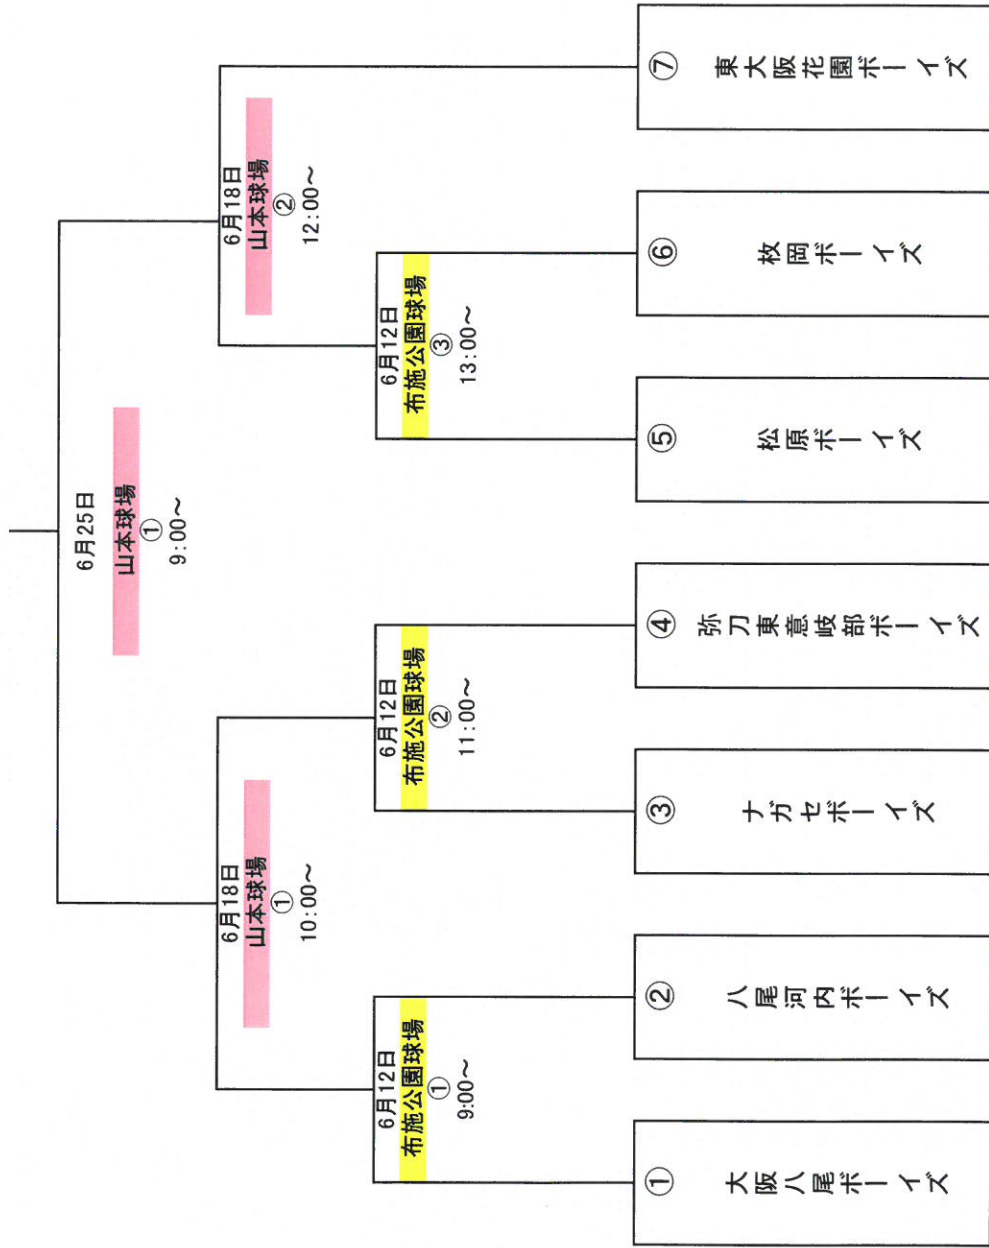 6月25日
山本球場
①
9:00～
6月18日
山本球場
①
10:00～
6月18日
山本球場
②
12:00～
6月12日
布施公園球場
①
9:00～
6月12日
布施公園球場
②
11:00～
6月12日
布施公園球場
③
13:00～
①
大阪八尾ボーイズ
②
八尾河内ボーイズ
③
ナガセボーイズ
④
弥刀東意岐部ボーイズ
⑤
松原ボーイズ
⑥
枚岡ボーイズ
⑦
東大阪花園ボーイズ